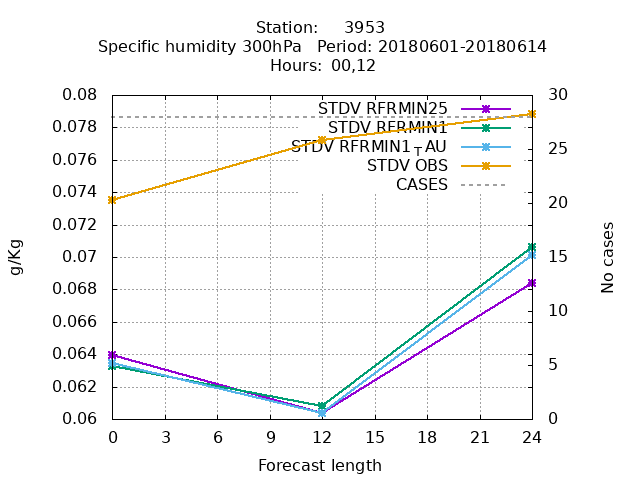 Station: 3953
Specific humidity 300hPa Period: 20180601-20180614
Hours: 00,12
0.08
0.078
0.076
0.074
0.072
0.07
0.068
0.066
0.064
0.062
0.06
g/Kg
STDV RFRMIN25
STDV RFRMIN1
STDV RFRMIN1TAU
STDV OBS
CASES
30
25
20
15
10
5
0
No cases
0 3 6 9 12 15 18 21 24
Forecast length